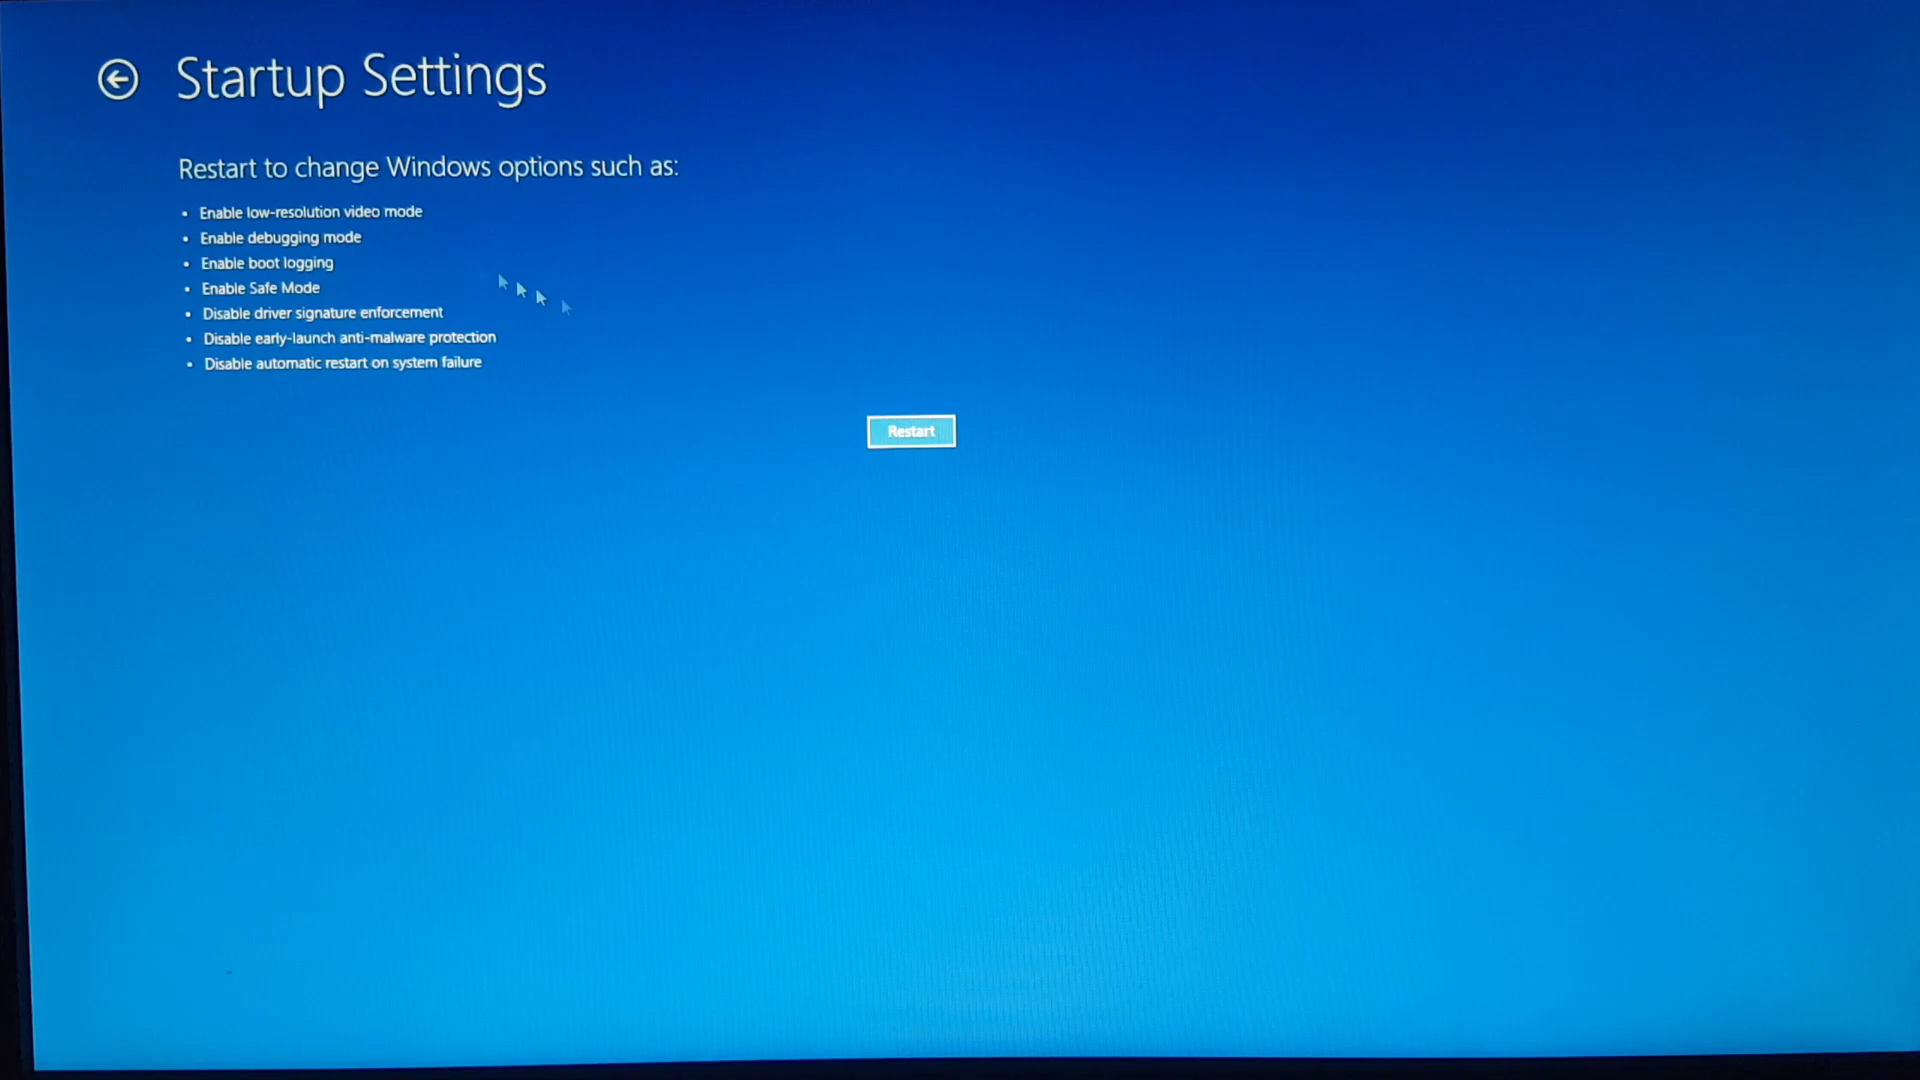 Startup Settings
Restart to change Windows options such as:
• Enable low-resolution video mode
• Enable debugging mode
• Enable boot logging
• Enable Safe Mode
• Disable driver signature enforcement
• Disable early-launch anti-malware protection
• Disable automatic restart on system failure
Restart